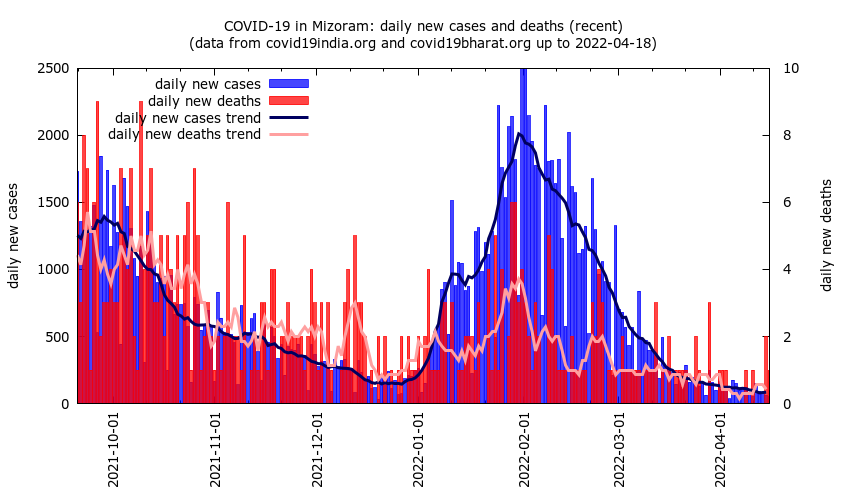 COVID-19 in Mizoram: daily new cases and deaths (recent)
(data from covid19india.org and covid19bharat.org up to 2022-04-18)
daily new cases
daily new deaths
daily new cases trend
daily new deaths trend
2500
2000
1500
1000
500
0
10
8
6
4
2
0
daily new cases
daily new deaths
2021-10-01
2021-11-01
2021-12-01
2022-01-01
2022-02-01
2022-03-01
2022-04-01